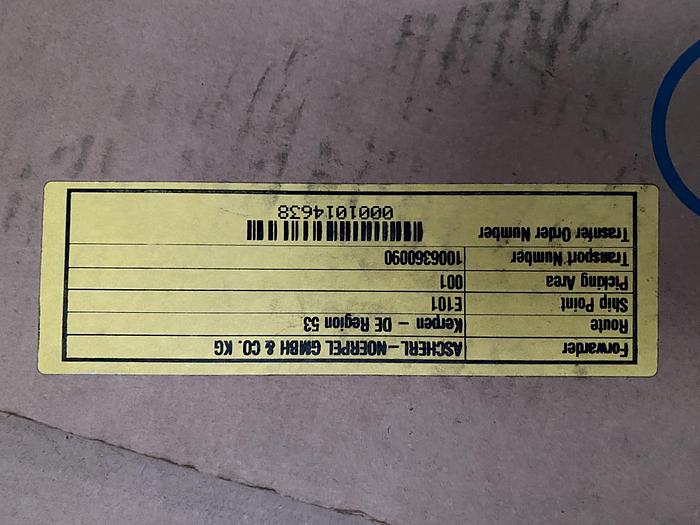 Forwarder ASCHERL-NOERPEL GMBH & CO. KG
Route Kerpen - DE Region 53
Ship Point E101
Picking Area 001
Transport Number 1006360090
Trasnfer Order Number
0001014638